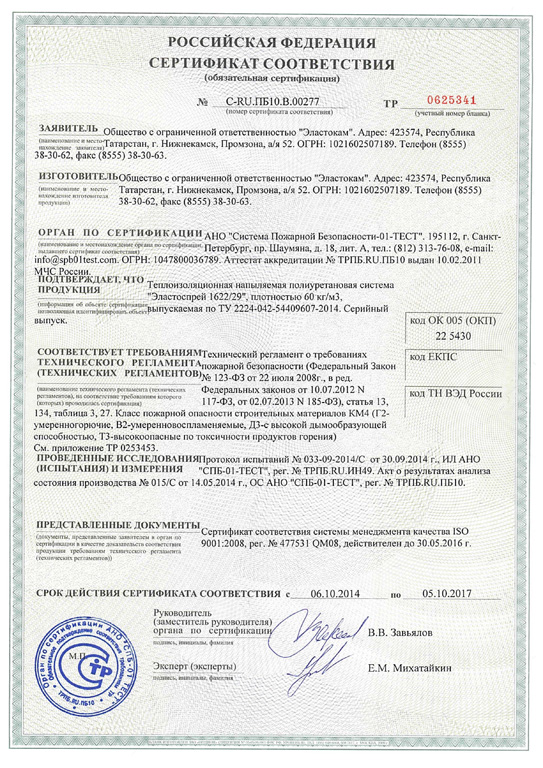 РОССИЙСКАЯ ФЕДЕРАЦИЯ
СЕРТИФИКАТ СООТВЕТСТВИЯ
(обязательная сертификация)
№ C-RU.ПБ10.В.00277 ТР 0625341
(номер сертификата соответствия) (учетный номер бланка)
ЗАЯВИТЕЛЬ Общество с ограниченной ответственностью "Эластокам". Адрес: 423574, Республика
(наименование и место-нахождение заявителя) Татарстан, г. Нижнекамск, Промзона, а/я 52. ОГРН: 1021602507189. Телефон (8555)
38-30-62, факс (8555) 38-30-63.
ИЗГОТОВИТЕЛЬ Общество с ограниченной ответственностью "Эластокам". Адрес: 423574, Республика
(наименование и место-нахождение изготовителя продукции) Татарстан, г. Нижнекамск, Промзона, а/я 52. ОГРН: 1021602507189. Телефон (8555)
38-30-62, факс (8555) 38-30-63.
ОРГАН ПО СЕРТИФИКАЦИИ АНО "Система Пожарной Безопасности-01-ТЕСТ". 195112, г. Санкт-
(наименование и местонахождение органа по сертификации, выдавшего сертификат соответствия) Петербург, пр. Шаумяна, д. 18, лит. А, тел.: (812) 313-76-08, e-mail:
info@spb01test.com. ОГРН: 1047800036789. Аттестат аккредитации № ТРПБ.RU.ПБ10 выдан 10.02.2011
МЧС России.
ПОДТВЕРЖДАЕТ, ЧТО
ПРОДУКЦИЯ Теплоизоляционная напыляемая полиуретановая система
"Эластоспрей 1622/29", плотностью 60 кг/м3,
(информация об объекте сертификации, позволяющая идентифицировать объект) выпускаемая по ТУ 2224-042-54409607-2014. Серийный
выпуск.
код ОК 005 (ОКП)
22 5430
СООТВЕТСТВУЕТ ТРЕБОВАНИЯМ Технический регламент о требованиях
ТЕХНИЧЕСКОГО РЕГЛАМЕНТА пожарной безопасности (Федеральный Закон
(ТЕХНИЧЕСКИХ РЕГЛАМЕНТОВ) № 123-ФЗ от 22 июля 2008г., в ред.
код ЕКПС
(наименование технического регламента (технических регламентов), на соответствие требованиям которого (которых) проводилась сертификация) Федеральных законов от 10.07.2012 N
117-ФЗ, от 02.07.2013 N 185-ФЗ), статья 13,
код ТН ВЭД России
134, таблица 3, 27. Класс пожарной опасности строительных материалов КМ4 (Г2-
умеренногорючие, В2-умеренновоспламеняемые, Д3-с высокой дымообразующей
способностью, Т3-высокоопасные по токсичности продуктов горения)
См. приложение ТР 0253453.
ПРОВЕДЕННЫЕ ИССЛЕДОВАНИЯ Протокол испытаний № 033-09-2014/С от 30.09.2014 г., ИЛ АНО
(ИСПЫТАНИЯ) И ИЗМЕРЕНИЯ "СПБ-01-ТЕСТ", рег. № ТРПБ.RU.ИН49. Акт о результатах анализа
состояния производства № 015/С от 14.05.2014 г., ОС АНО "СПБ-01-ТЕСТ", рег. № ТРПБ.RU.ПБ10.
ПРЕДСТАВЛЕННЫЕ ДОКУМЕНТЫ Сертификат соответствия системы менеджмента качества ISO
(документы, представленные заявителем в орган по сертификации в качестве доказательств соответствия продукции требованиям технического регламента (технических регламентов)) 9001:2008, рег. № 477531 QM08, действителен до 30.05.2016 г.
СРОК ДЕЙСТВИЯ СЕРТИФИКАТА СООТВЕТСТВИЯ с 06.10.2014 по 05.10.2017
Руководитель
(заместитель руководителя)
органа по сертификации В.В. Завьялов
подпись, инициалы, фамилия
М.П.
Эксперт (эксперты) Е.М. Михатайкин
подпись, инициалы, фамилия
Орган по сертификации АНО "СПБ-01 ТЕСТ"
ТРПБ.RU.ПБ10